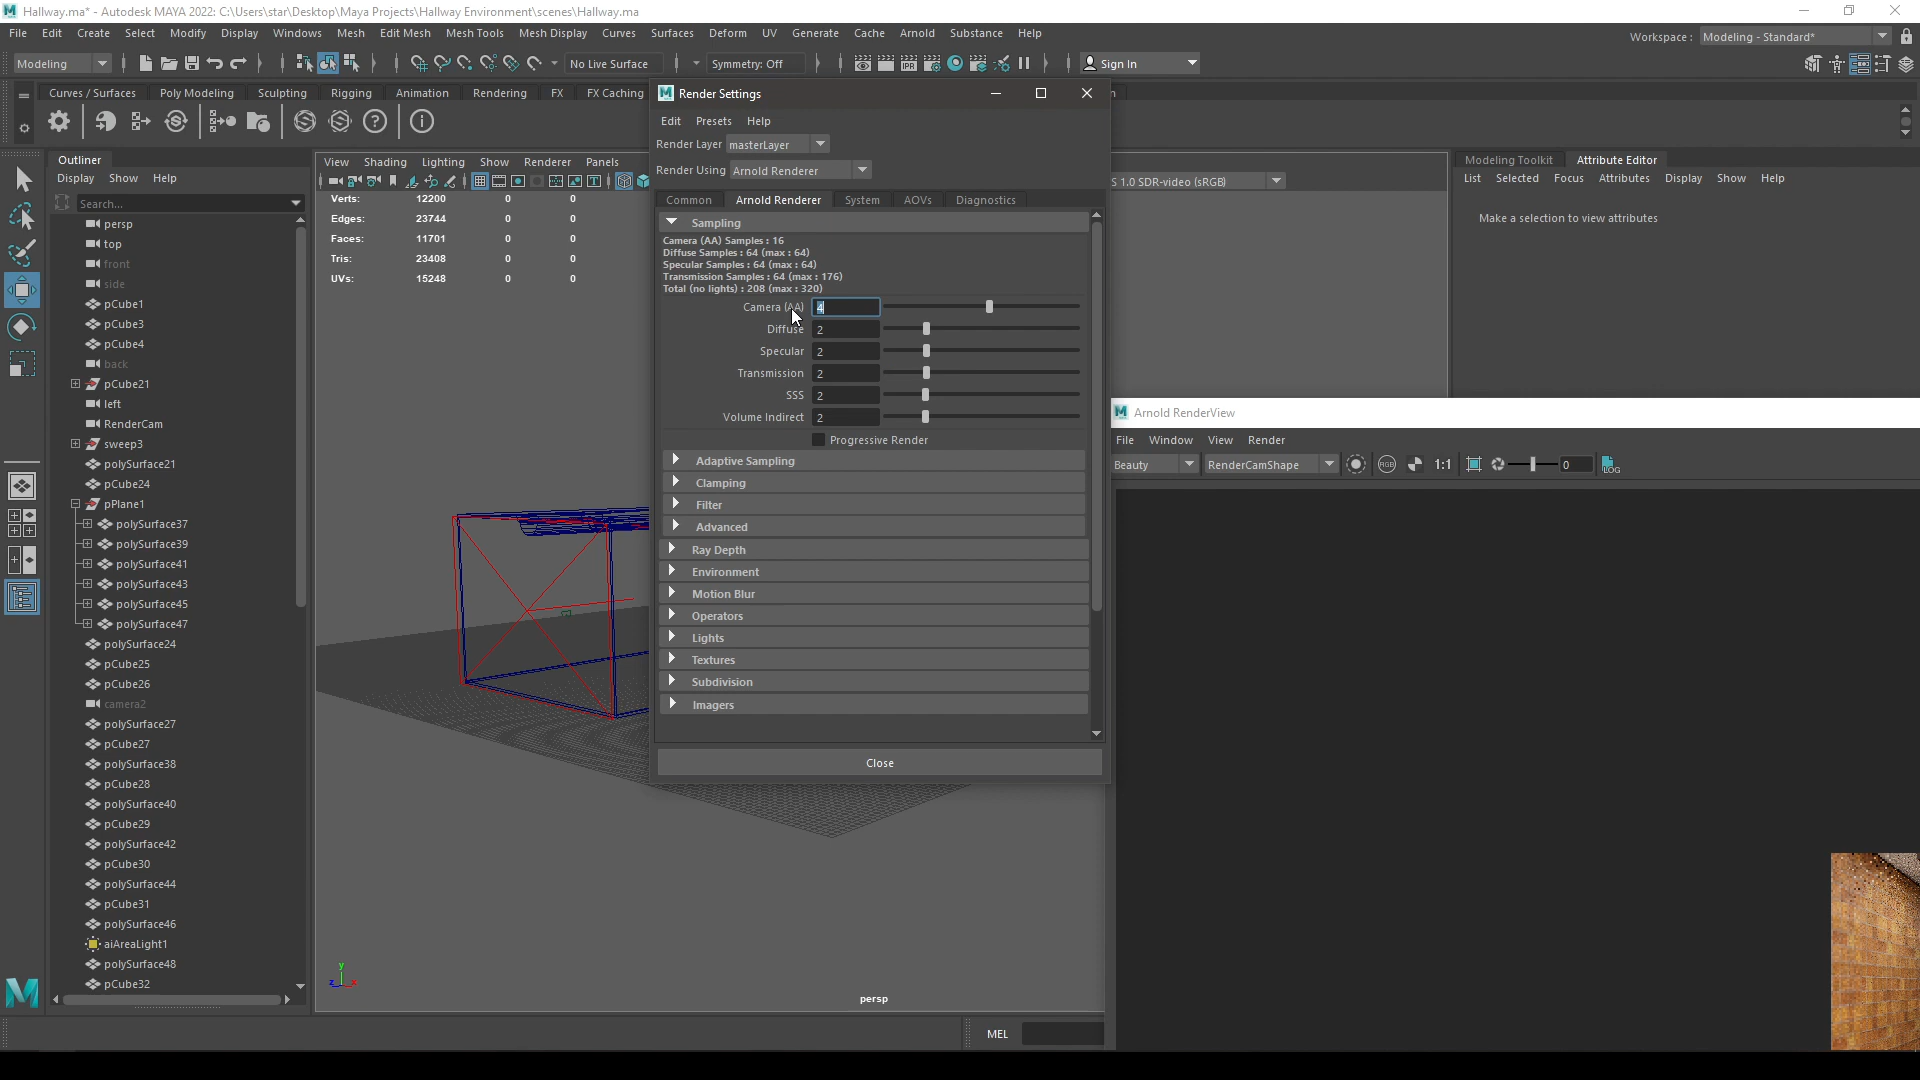 Hallway.ma* - Autodesk MAYA 2022: C:\Users\star\Desktop\Maya Projects\Hallway Environment\scenes\Hallway.ma
File Edit Create Select Modify Display Windows Mesh Edit Mesh Mesh Tools Mesh Display Curves Surfaces Deform UV Generate Cache Arnold Substance Help
Workspace : Modeling - Standard*
Modeling
No Live Surface
Symmetry: Off
IPR
Sign In
Curves / Surfaces Poly Modeling Sculpting Rigging Animation Rendering FX FX Caching
Render Settings
Edit Presets Help
Render Layer masterLayer
Render Using Arnold Renderer
Common Arnold Renderer System AOVs Diagnostics
Sampling
Camera (AA) Samples : 16
Diffuse Samples : 64 (max : 64)
Specular Samples : 64 (max : 64)
Transmission Samples : 64 (max : 176)
Total (no lights) : 208 (max : 320)
Camera (AA) 4
Diffuse 2
Specular 2
Transmission 2
SSS 2
Volume Indirect 2
Progressive Render
Adaptive Sampling
Clamping
Filter
Advanced
Ray Depth
Environment
Motion Blur
Operators
Lights
Textures
Subdivision
Imagers
Close
Outliner
Display Show Help
Search...
persp
top
front
side
pCube1
pCube3
pCube4
back
pCube21
left
RenderCam
sweep3
polySurface21
pCube24
pPlane1
polySurface37
polySurface39
polySurface41
polySurface43
polySurface45
polySurface47
polySurface24
pCube25
pCube26
camera2
polySurface27
pCube27
polySurface38
pCube28
polySurface40
pCube29
polySurface42
pCube30
polySurface44
pCube31
polySurface46
aiAreaLight1
polySurface48
pCube32
View Shading Lighting Show Renderer Panels
Verts: 12200 0 0
Edges: 23744 0 0
Faces: 11701 0 0
Tris: 23408 0 0
UVs: 15248 0 0
y
z x
persp
MEL
S 1.0 SDR-video (sRGB)
Modeling Toolkit Attribute Editor
List Selected Focus Attributes Display Show Help
Make a selection to view attributes
Arnold RenderView
File Window View Render
Beauty RenderCamShape RGB 1:1 0 LOG